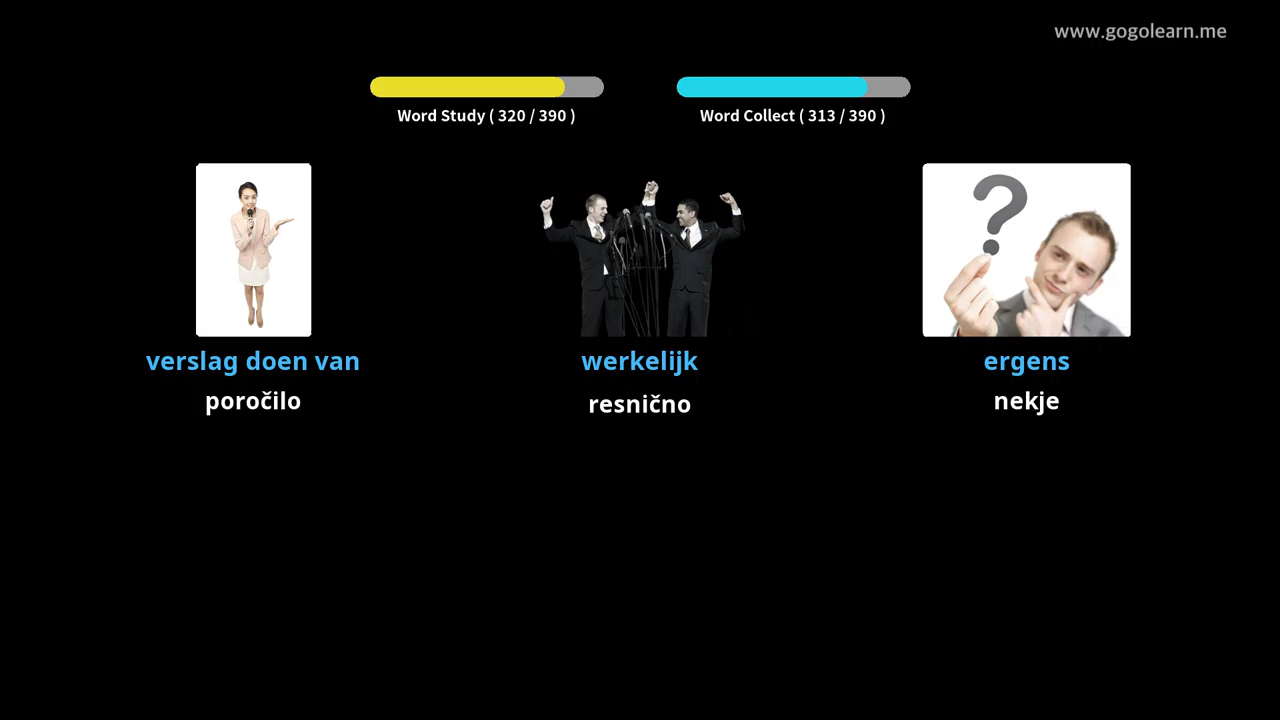 www.gogolearn.me
Word Study ( 320 / 390 )
Word Collect ( 313 / 390 )
verslag doen van
poročilo
werkelijk
resnično
ergens
nekje